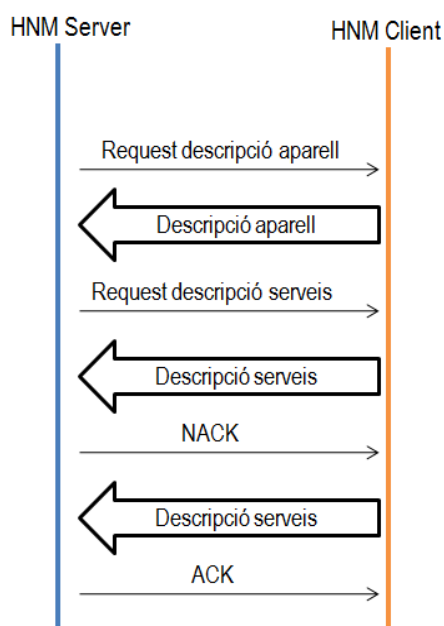 HNM Server
HNM Client
Request descripció aparell
Descripció aparell
Request descripció serveis
Descripció serveis
NACK
Descripció serveis
ACK